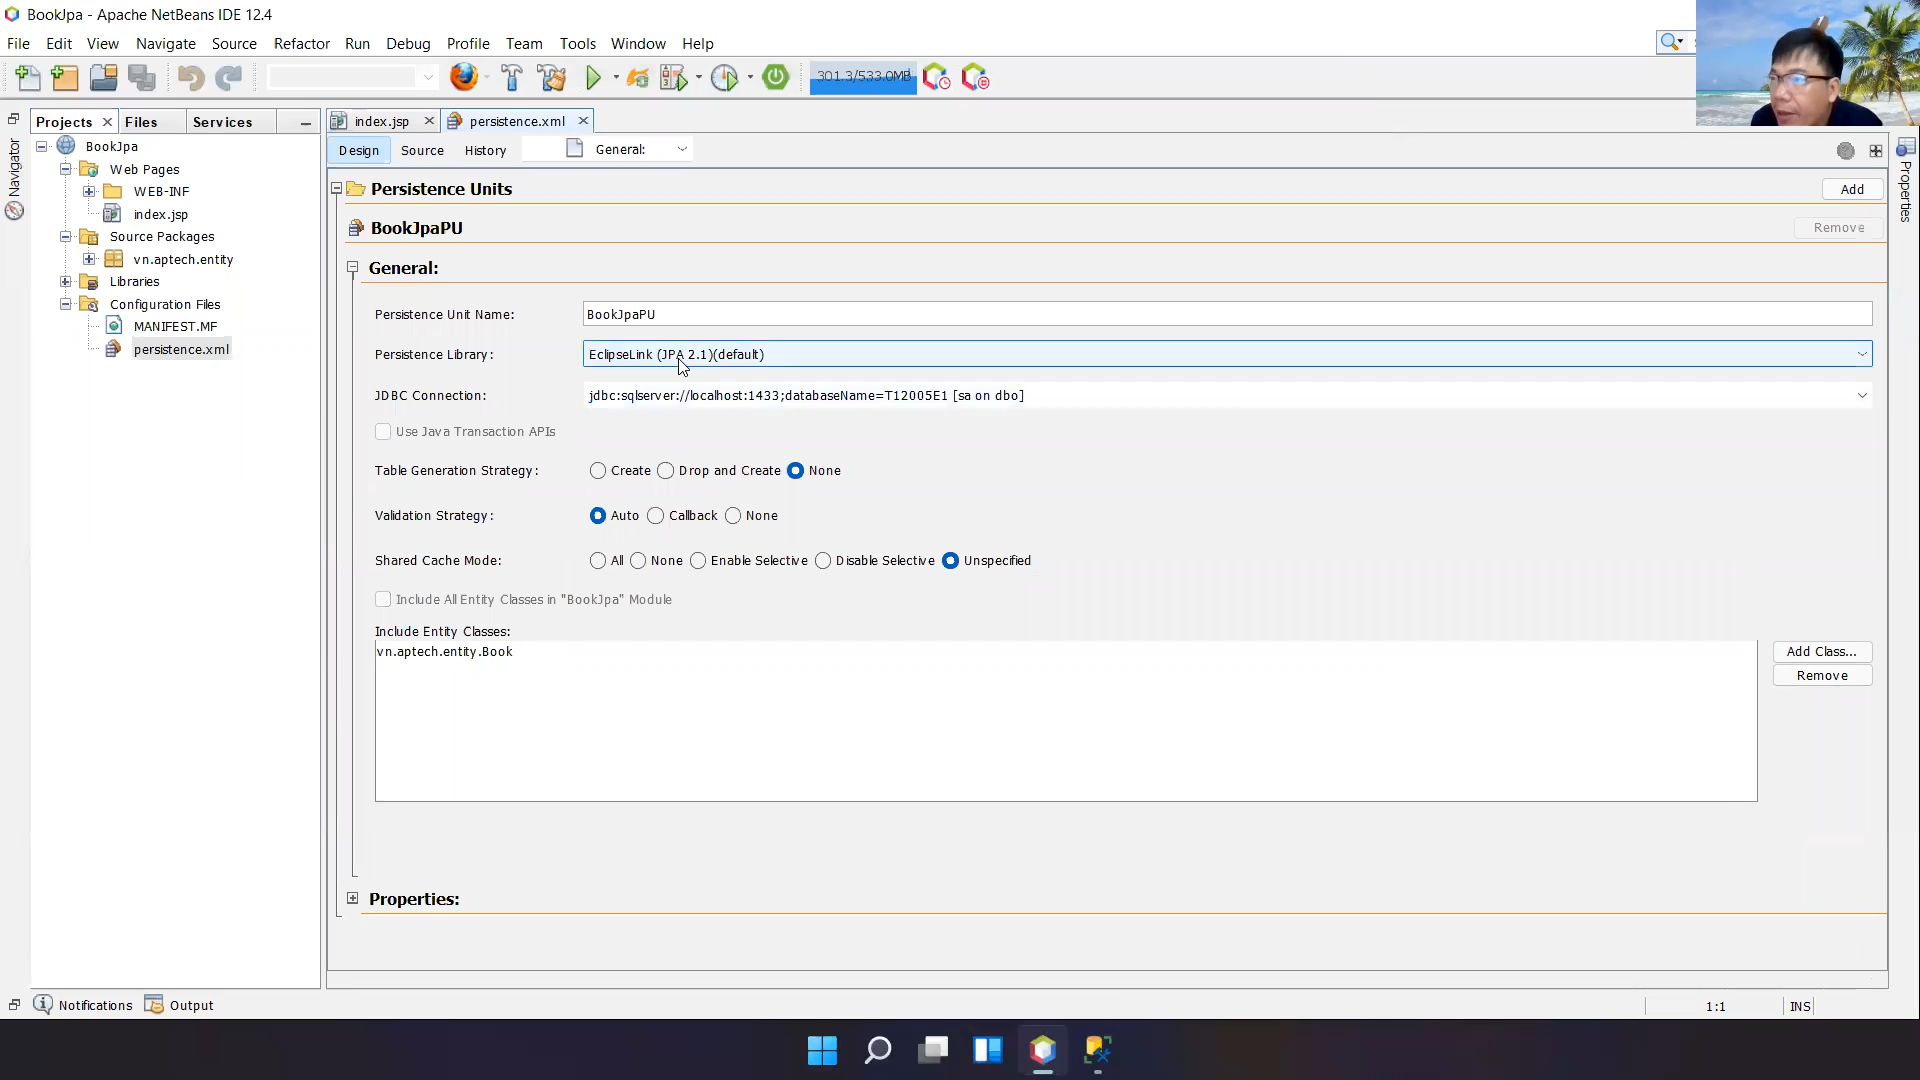 BookJpa - Apache NetBeans IDE 12.4
File Edit View Navigate Source Refactor Run Debug Profile Team Tools Window Help
301.3/533.0MB
Projects Files Services
index.jsp persistence.xml
Navigator
Properties
Design Source History General:
BookJpa
Web Pages
WEB-INF
index.jsp
Source Packages
vn.aptech.entity
Libraries
Configuration Files
MANIFEST.MF
persistence.xml
Persistence Units Add
BookJpaPU Remove
General:
Persistence Unit Name: BookJpaPU
Persistence Library: EclipseLink (JPA 2.1)(default)
JDBC Connection: jdbc:sqlserver://localhost:1433;databaseName=T12005E1 [sa on dbo]
Use Java Transaction APIs
Table Generation Strategy: Create Drop and Create None
Validation Strategy: Auto Callback None
Shared Cache Mode: All None Enable Selective Disable Selective Unspecified
Include All Entity Classes in "BookJpa" Module
Include Entity Classes:
vn.aptech.entity.Book
Add Class...
Remove
Properties:
Notifications Output
1:1 INS